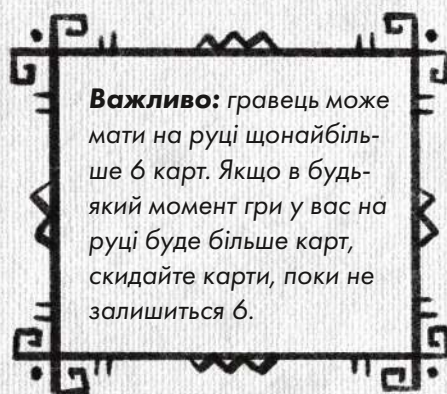 Важливо: гравець може
мати на руці щонайбіль-
ше 6 карт. Якщо в будь-
який момент гри у вас на
руці буде більше карт,
скидайте карти, поки не
залишиться 6.